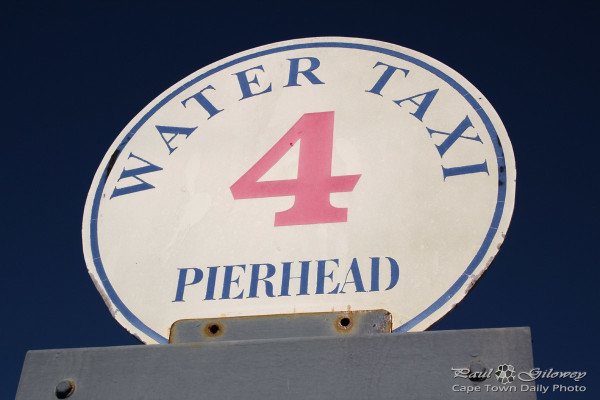 WATER TAXI
4
PIERHEAD
Paul Gilowey
Cape Town Daily Photo